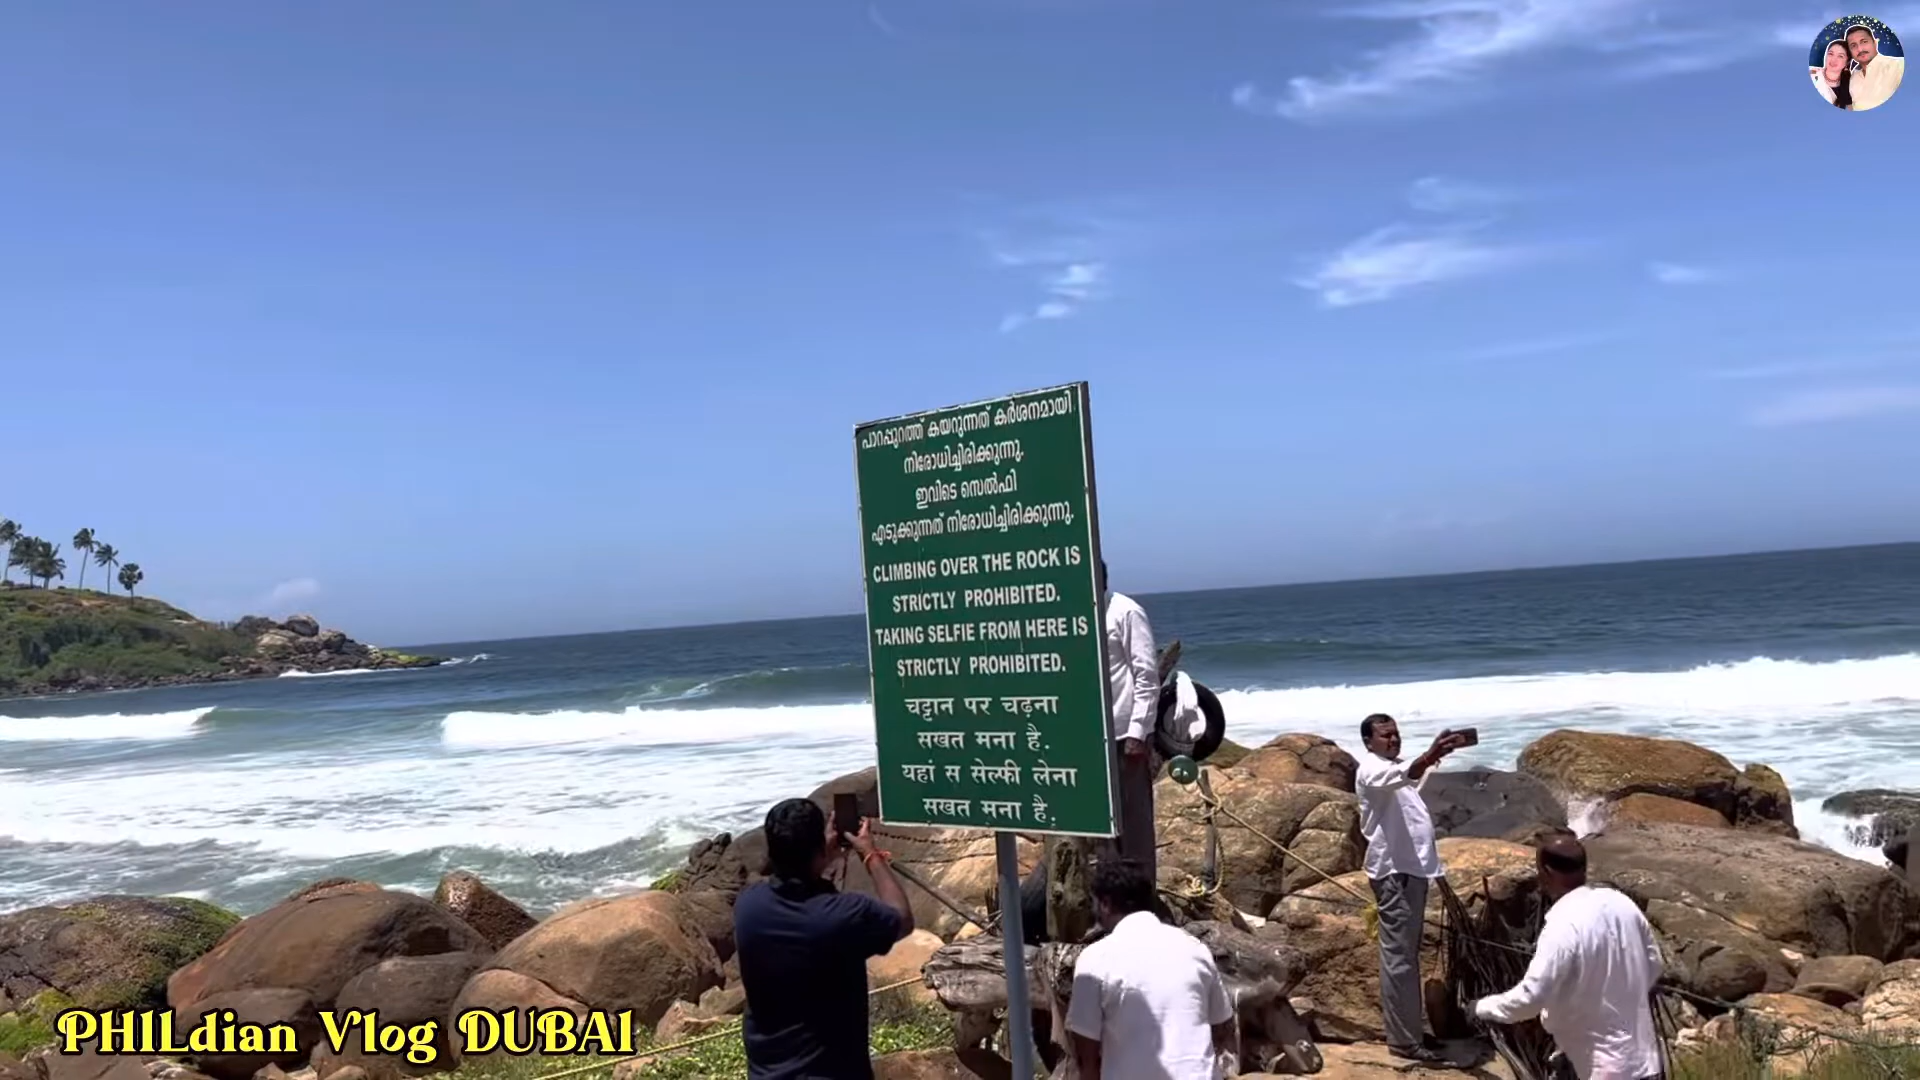 പാറപ്പുറത്ത് കയറുന്നത് കർശനമായി
നിരോധിച്ചിരിക്കുന്നു.
ഇവിടെ സെൽഫി
എടുക്കുന്നത് നിരോധിച്ചിരിക്കുന്നു.
CLIMBING OVER THE ROCK IS
STRICTLY PROHIBITED.
TAKING SELFIE FROM HERE IS
STRICTLY PROHIBITED.
चट्टान पर चढ़ना
सखत मना है.
यहां स सेल्फी लेना
सखत मना है.
PHILdian Vlog DUBAI